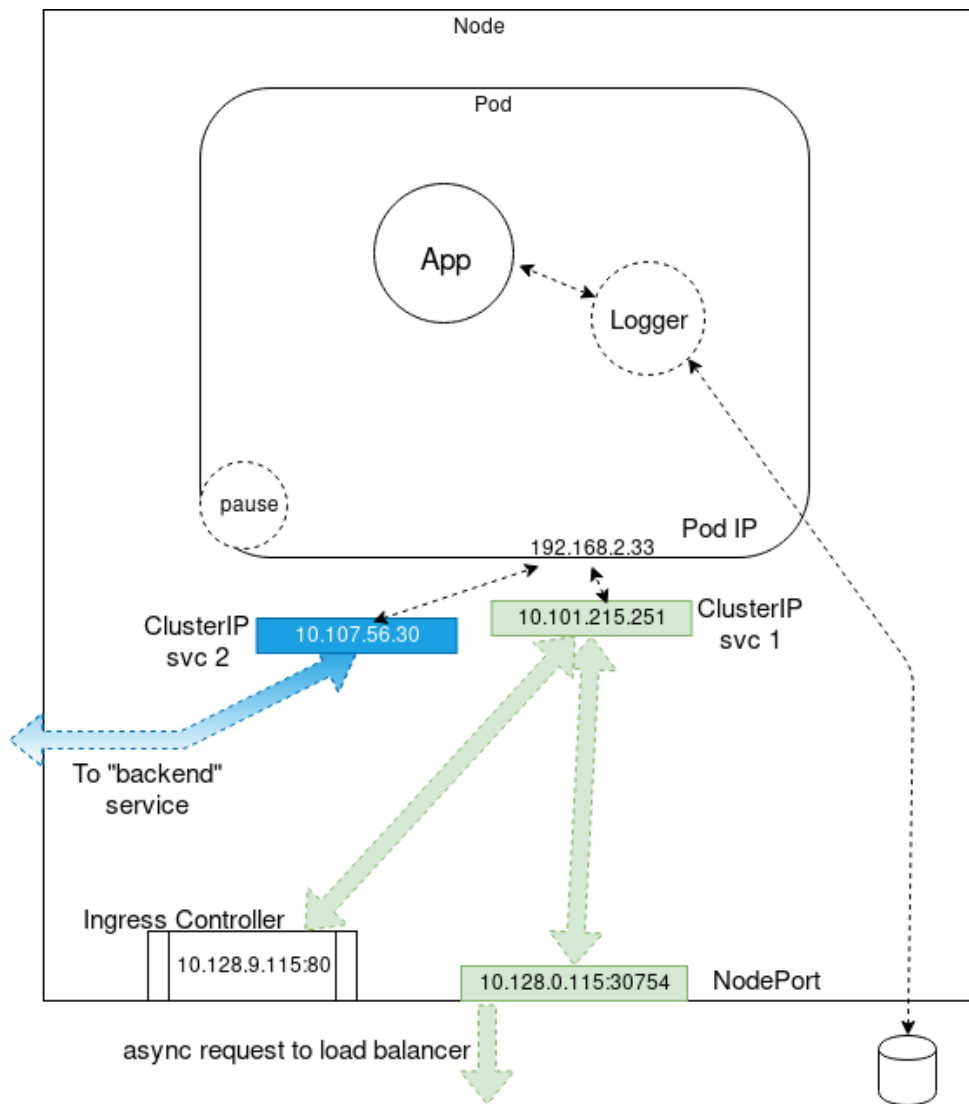 Node
Pod
App
Logger
pause
Pod IP
192.168.2.33
ClusterIP
svc 2
10.107.56.30
10.101.215.251
ClusterIP
svc 1
To "backend"
service
Ingress Controller
10.128.9.115:80
10.128.0.115:30754
NodePort
async request to load balancer